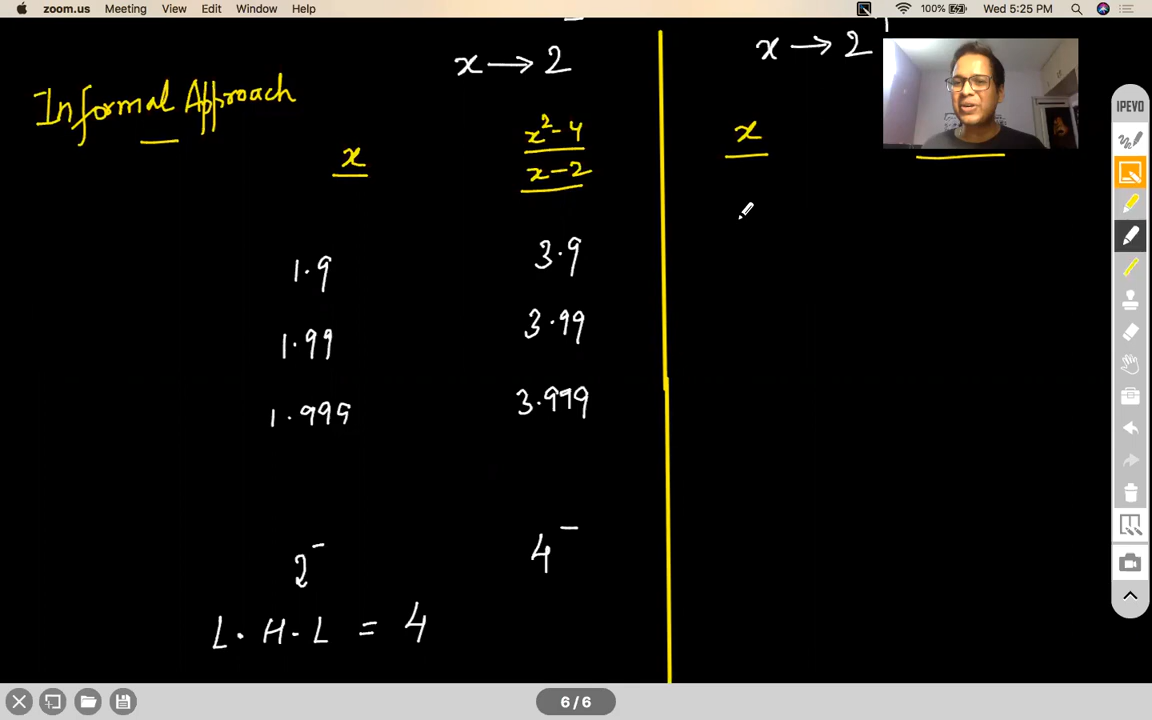 zoom.us Meeting View Edit Window Help 100% Wed 5:25 PM
x → 2
x → 2
Informal Approach
x
x² - 4
x - 2
x
IPEVO
1.9 3.9
1.99 3.99
1.999 3.999
2⁻ 4⁻
L.H.L = 4
6/6